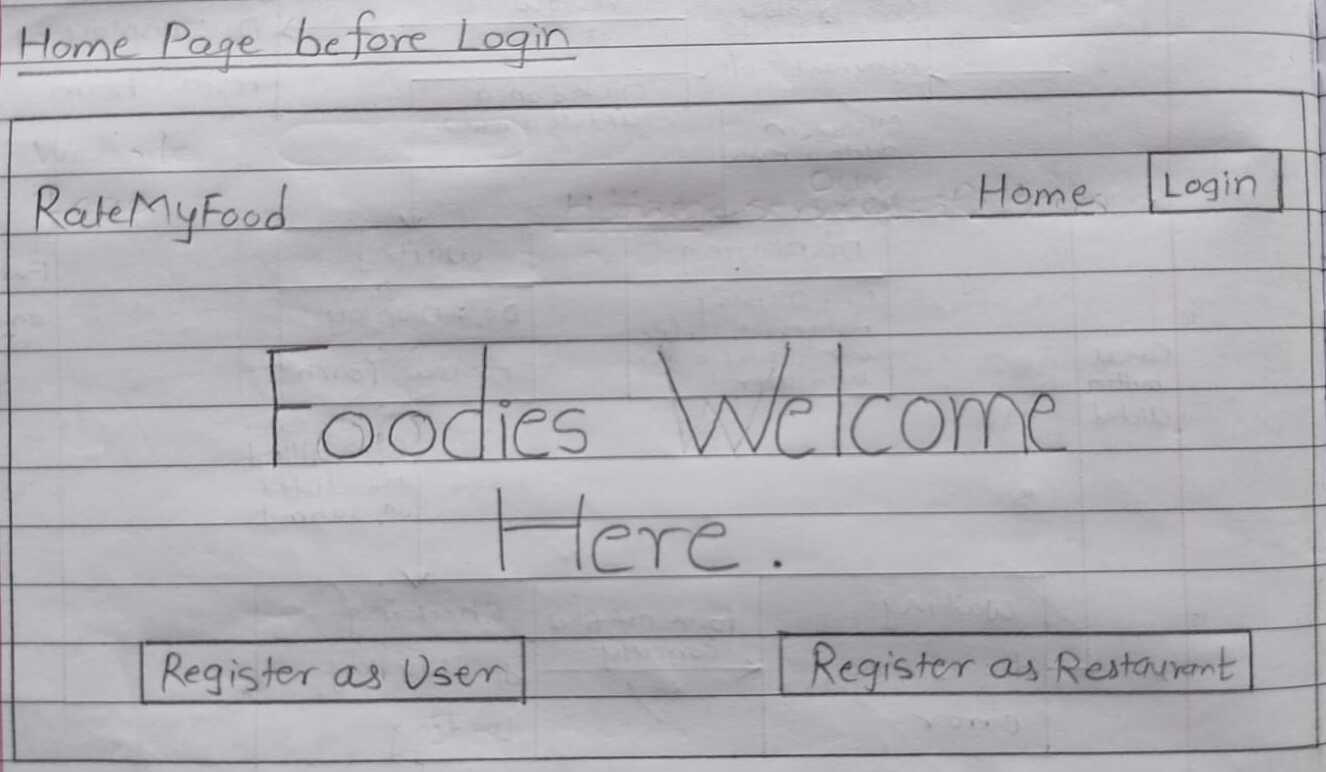 Home Page before Login
RateMyFood Home Login
Foodies Welcome
Here.
Register as User Register as Restaurant